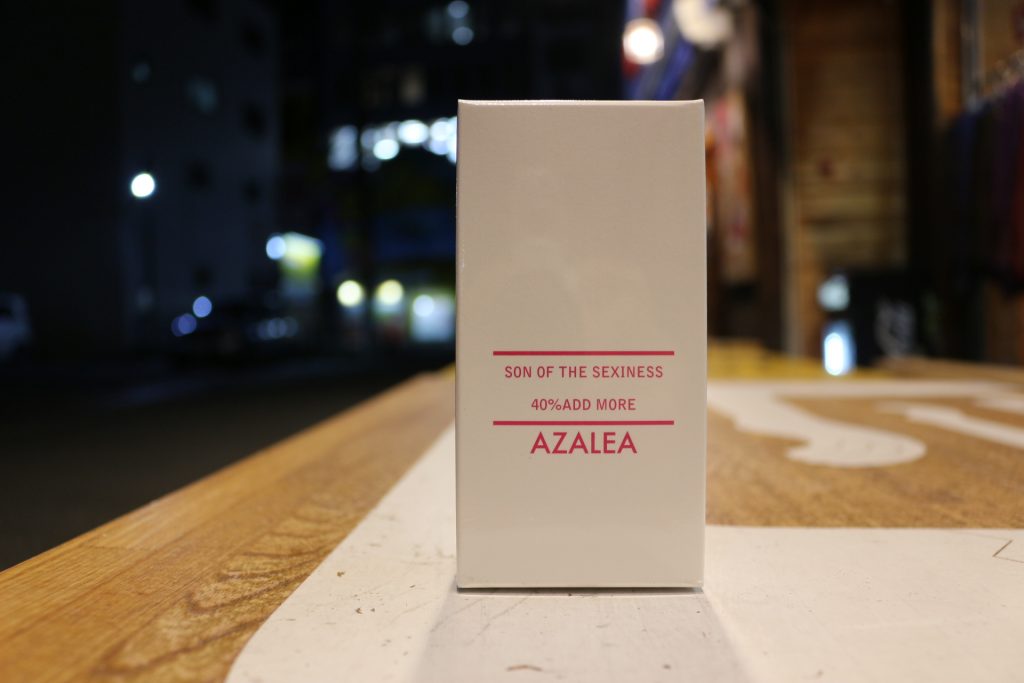 SON OF THE SEXINESS
40%ADD MORE
AZALEA